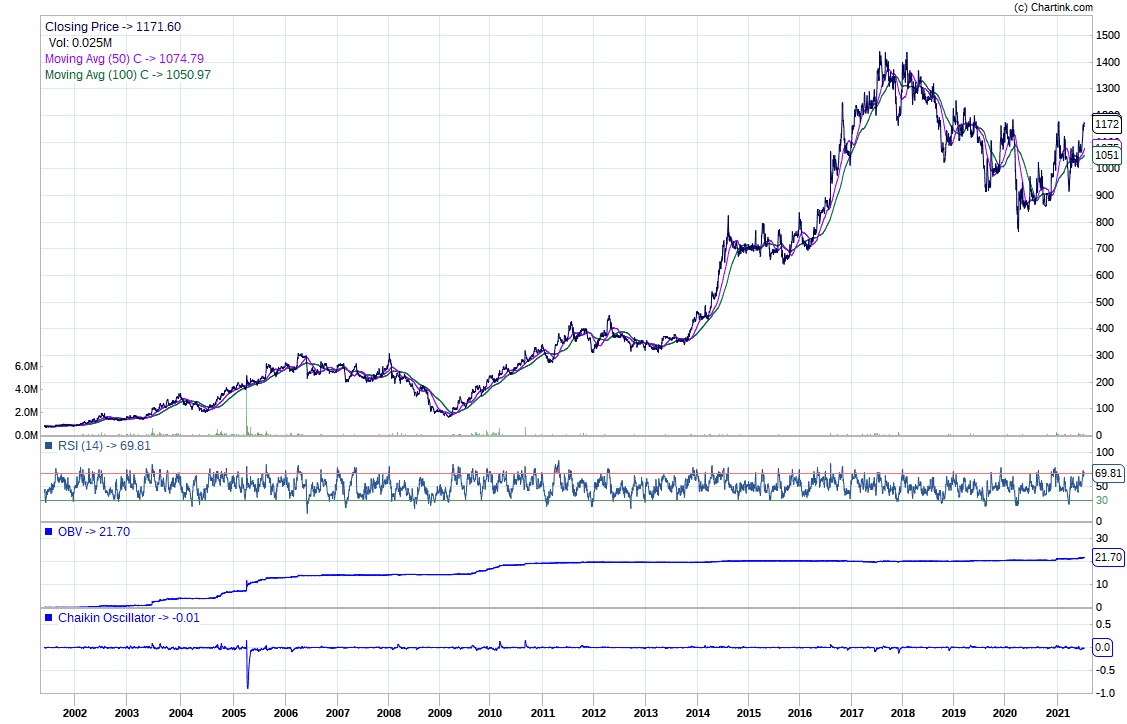 (c) Chartink.com
Closing Price -> 1171.60
Vol: 0.025M
Moving Avg (50) C -> 1074.79
Moving Avg (100) C -> 1050.97
1500
1400
1300
1172
1051
1000
900
800
700
600
500
400
300
200
100
0
6.0M
4.0M
2.0M
0.0M
RSI (14) -> 69.81
100
69.81
50
30
0
OBV -> 21.70
30
21.70
10
0
Chaikin Oscillator -> -0.01
0.5
0.0
-0.5
-1.0
2002 2003 2004 2005 2006 2007 2008 2009 2010 2011 2012 2013 2014 2015 2016 2017 2018 2019 2020 2021